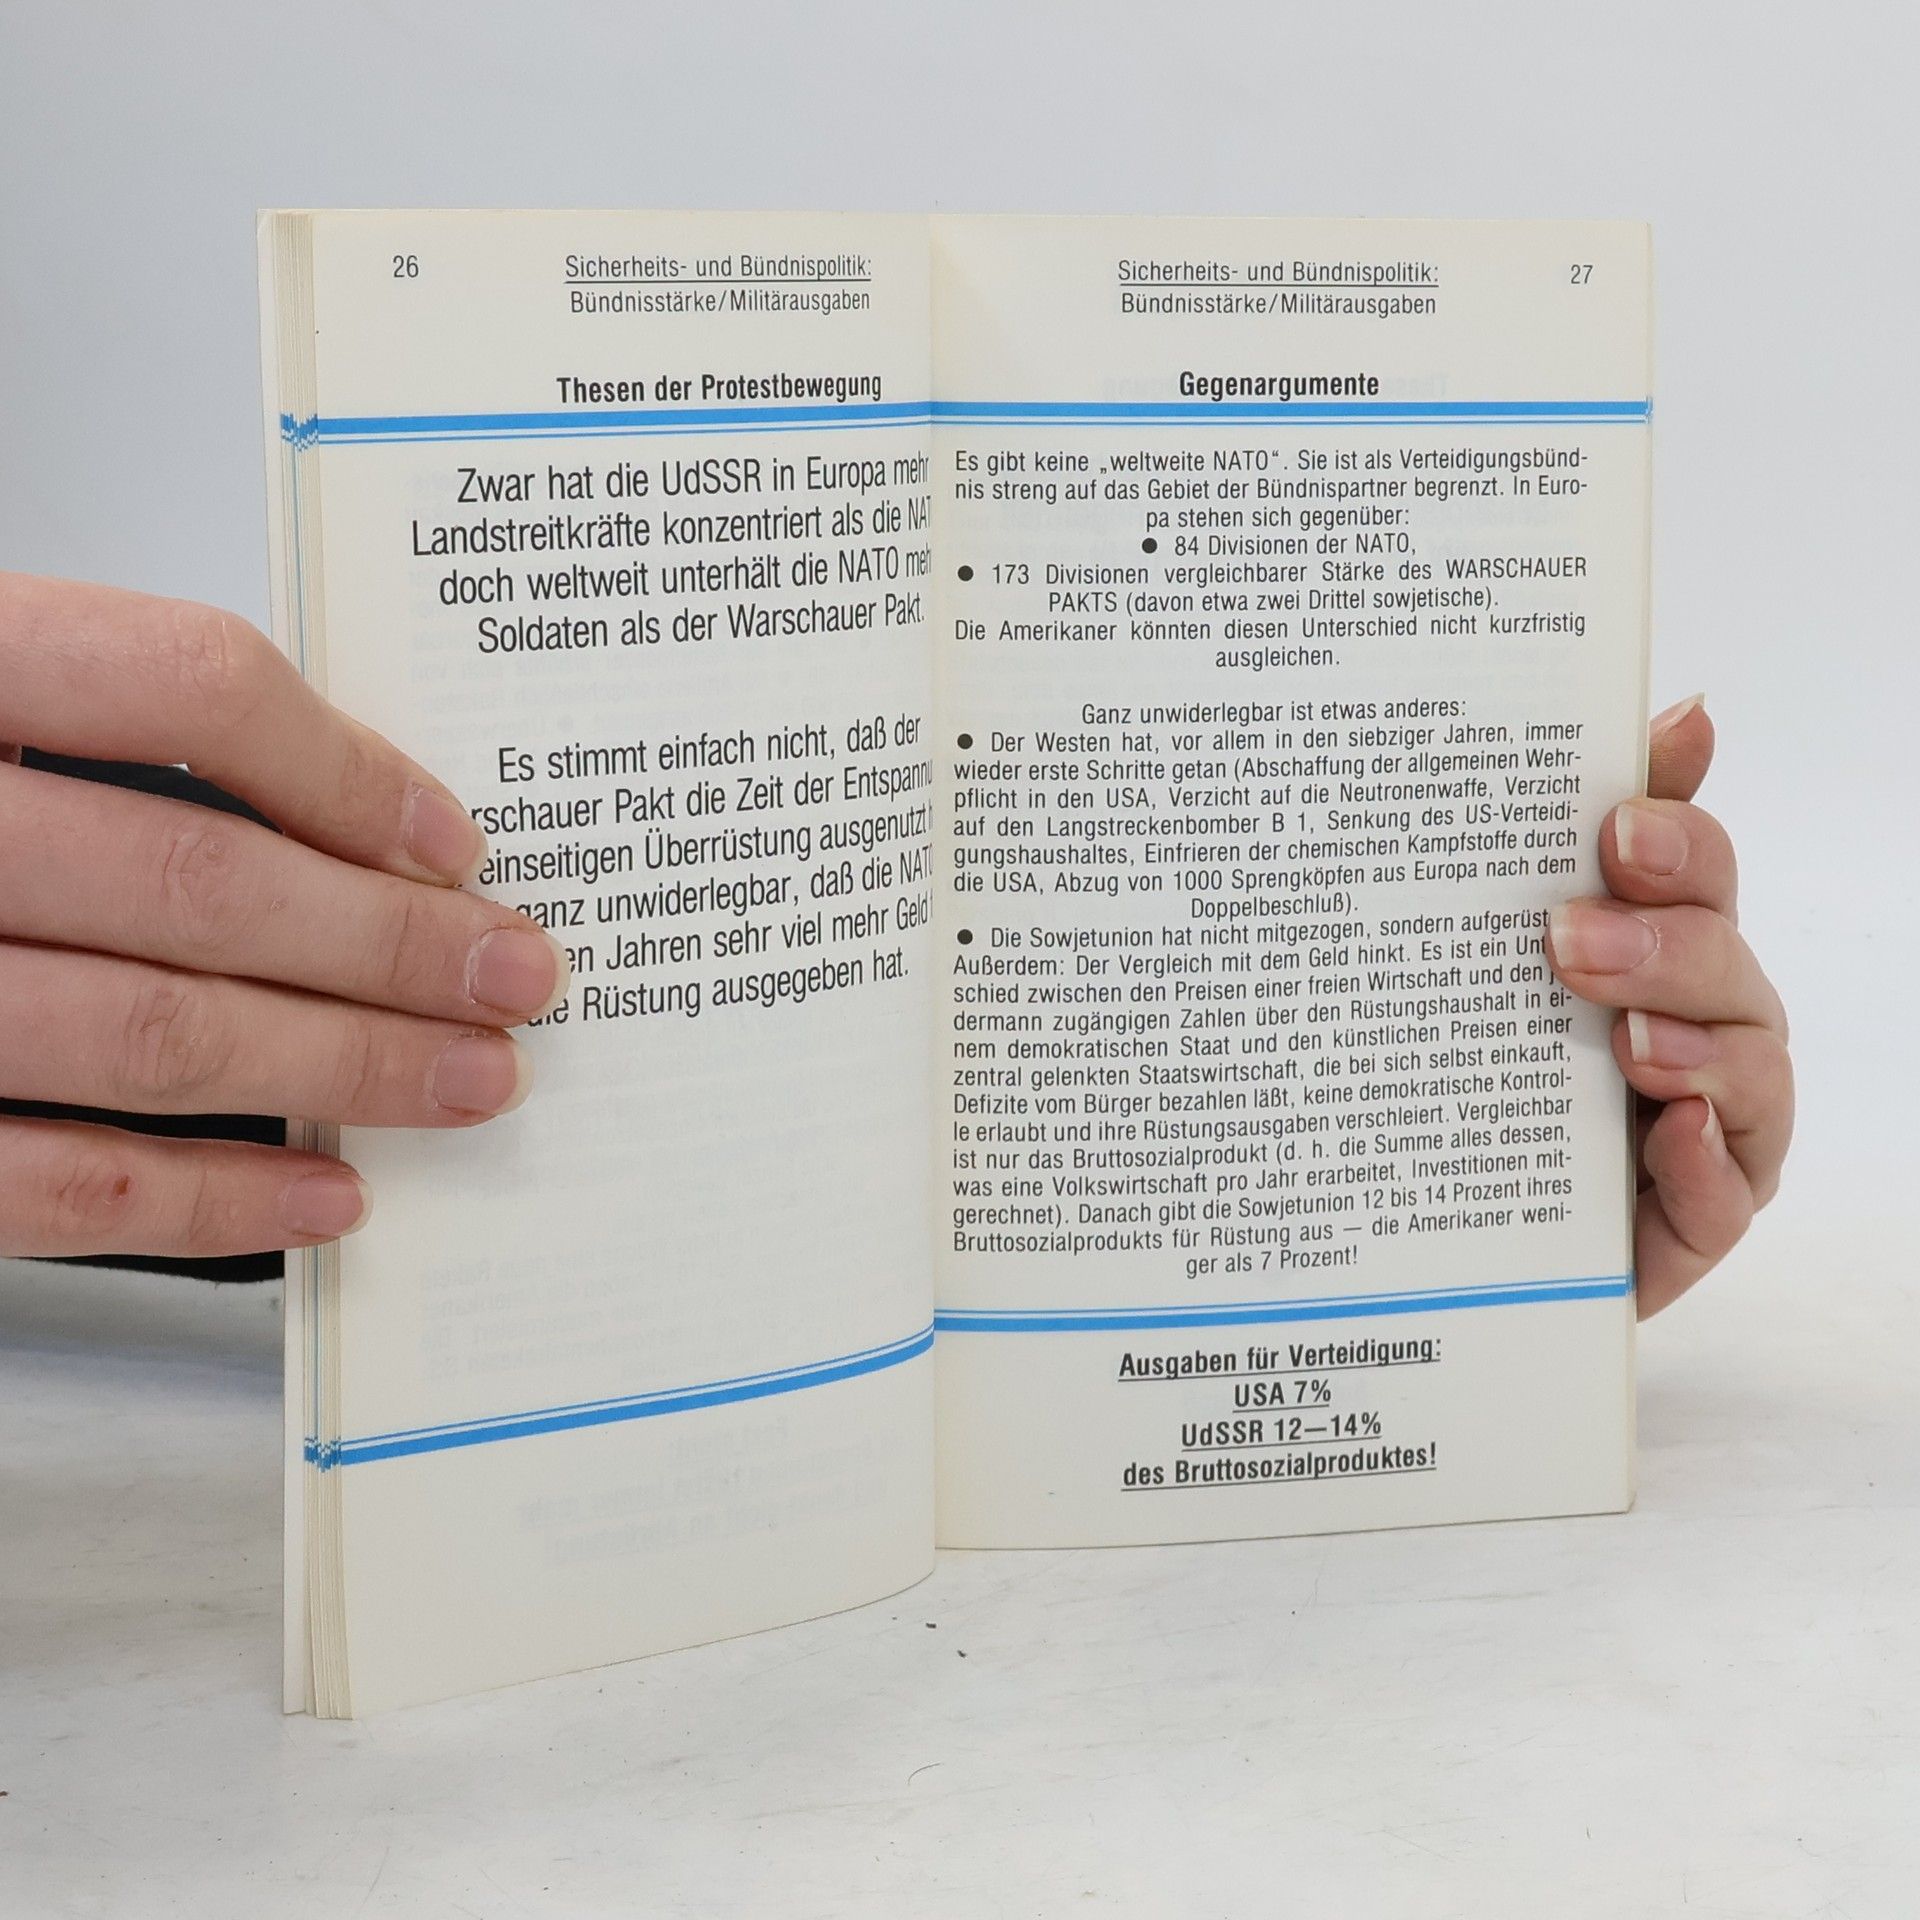 26
Sicherheits- und Bündnispolitik:
Bündnisstärke/Militärausgaben
Thesen der Protestbewegung
Zwar hat die UdSSR in Europa mehr
Landstreitkräfte konzentriert als die
doch weltweit unterhält die NATO
Soldaten als der Warschauer Pakt.
Es stimmt einfach nicht, daß der
Pakt die Zeit der
einseitigen Überrüstung ausgenutzt
ganz unwiderlegbar, daß die
Jahren sehr viel mehr Geld
Rüstung ausgegeben hat.
Sicherheits- und Bündnispolitik:
27
Bündnisstärke/Militärausgaben
Gegenargumente
Es gibt keine „weltweite NATO“. Sie ist als Verteidigungsbünd-
nis streng auf das Gebiet der Bündnispartner begrenzt. In Euro-
pa stehen sich gegenüber:
● 84 Divisionen der NATO,
● 173 Divisionen vergleichbarer Stärke des WARSCHAUER
PAKTS (davon etwa zwei Drittel sowjetische).
Die Amerikaner könnten diesen Unterschied nicht kurzfristig
ausgleichen.
Ganz unwiderlegbar ist etwas anderes:
● Der Westen hat, vor allem in den siebziger Jahren, immer
wieder erste Schritte getan (Abschaffung der allgemeinen Wehr-
pflicht in den USA, Verzicht auf die Neutronenwaffe, Verzicht
auf den Langstreckenbomber B 1, Senkung des US-Verteidi-
gungshaushaltes, Einfrieren der chemischen Kampfstoffe durch
die USA, Abzug von 1000 Sprengköpfen aus Europa nach dem
Doppelbeschluß).
● Die Sowjetunion hat nicht mitgezogen, sondern
Außerdem: Der Vergleich mit dem Geld hinkt. Es ist ein
schied zwischen den Preisen einer freien Wirtschaft und den
dermann zugängigen Zahlen über den Rüstungshaushalt in ei-
nem demokratischen Staat und den künstlichen Preisen einer
zentral gelenkten Staatswirtschaft, die bei sich selbst einkauft,
Defizite vom Bürger bezahlen läßt, keine demokratische Kontrol-
le erlaubt und ihre Rüstungsausgaben verschleiert. Vergleichbar
ist nur das Bruttosozialprodukt (d. h. die Summe alles dessen,
was eine Volkswirtschaft pro Jahr erarbeitet, Investitionen mit-
gerechnet). Danach gibt die Sowjetunion 12 bis 14 Prozent ihres
Bruttosozialprodukts für Rüstung aus — die Amerikaner weni-
ger als 7 Prozent!
Ausgaben für Verteidigung:
USA 7%
UdSSR 12—14%
des Bruttosozialproduktes!